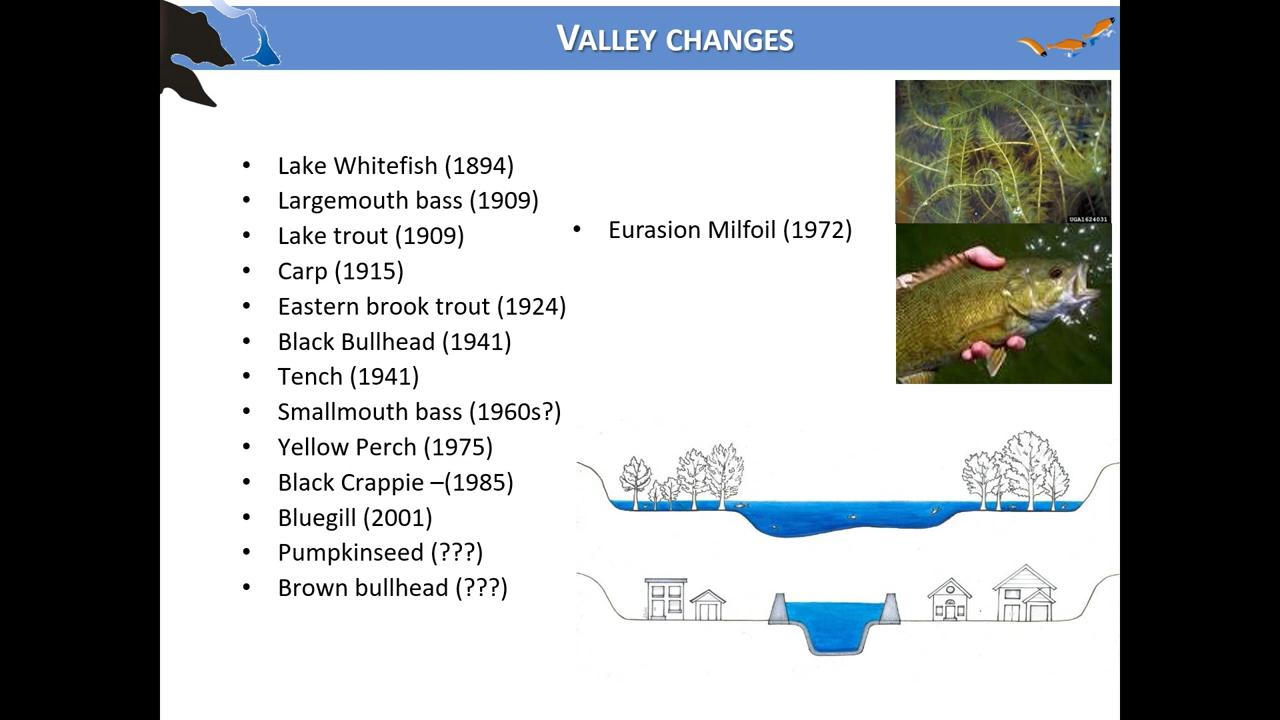 VALLEY CHANGES
• Lake Whitefish (1894)
• Largemouth bass (1909)
• Lake trout (1909)
• Carp (1915)
• Eastern brook trout (1924)
• Black Bullhead (1941)
• Tench (1941)
• Smallmouth bass (1960s?)
• Yellow Perch (1975)
• Black Crappie –(1985)
• Bluegill (2001)
• Pumpkinseed (???)
• Brown bullhead (???)
• Eurasion Milfoil (1972)
UGA1624031